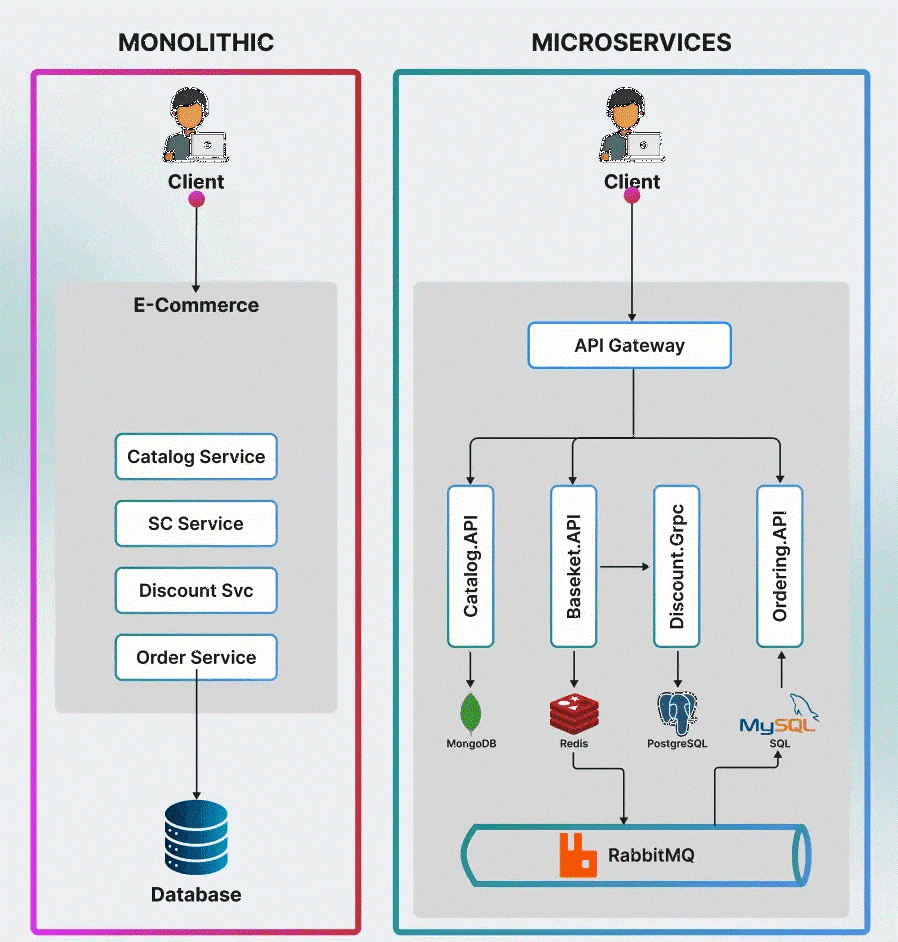 MONOLITHIC
Client
E-Commerce
Catalog Service
SC Service
Discount Svc
Order Service
Database
MICROSERVICES
Client
API Gateway
Catalog.API
Baseket.API
Discount.Grpc
Ordering.API
MongoDB
Redis
PostgreSQL
MySQL
SQL
RabbitMQ